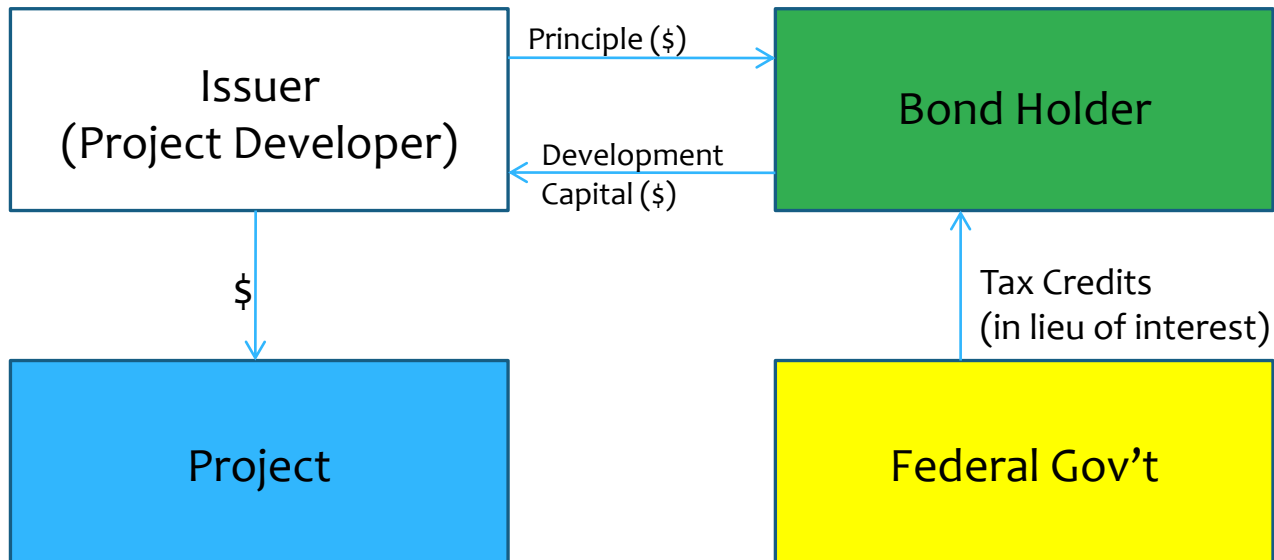 Principle ($)
Issuer
(Project Developer)
Bond Holder
Development
Capital ($)
$
Tax Credits
(in lieu of interest)
Project
Federal Gov’t